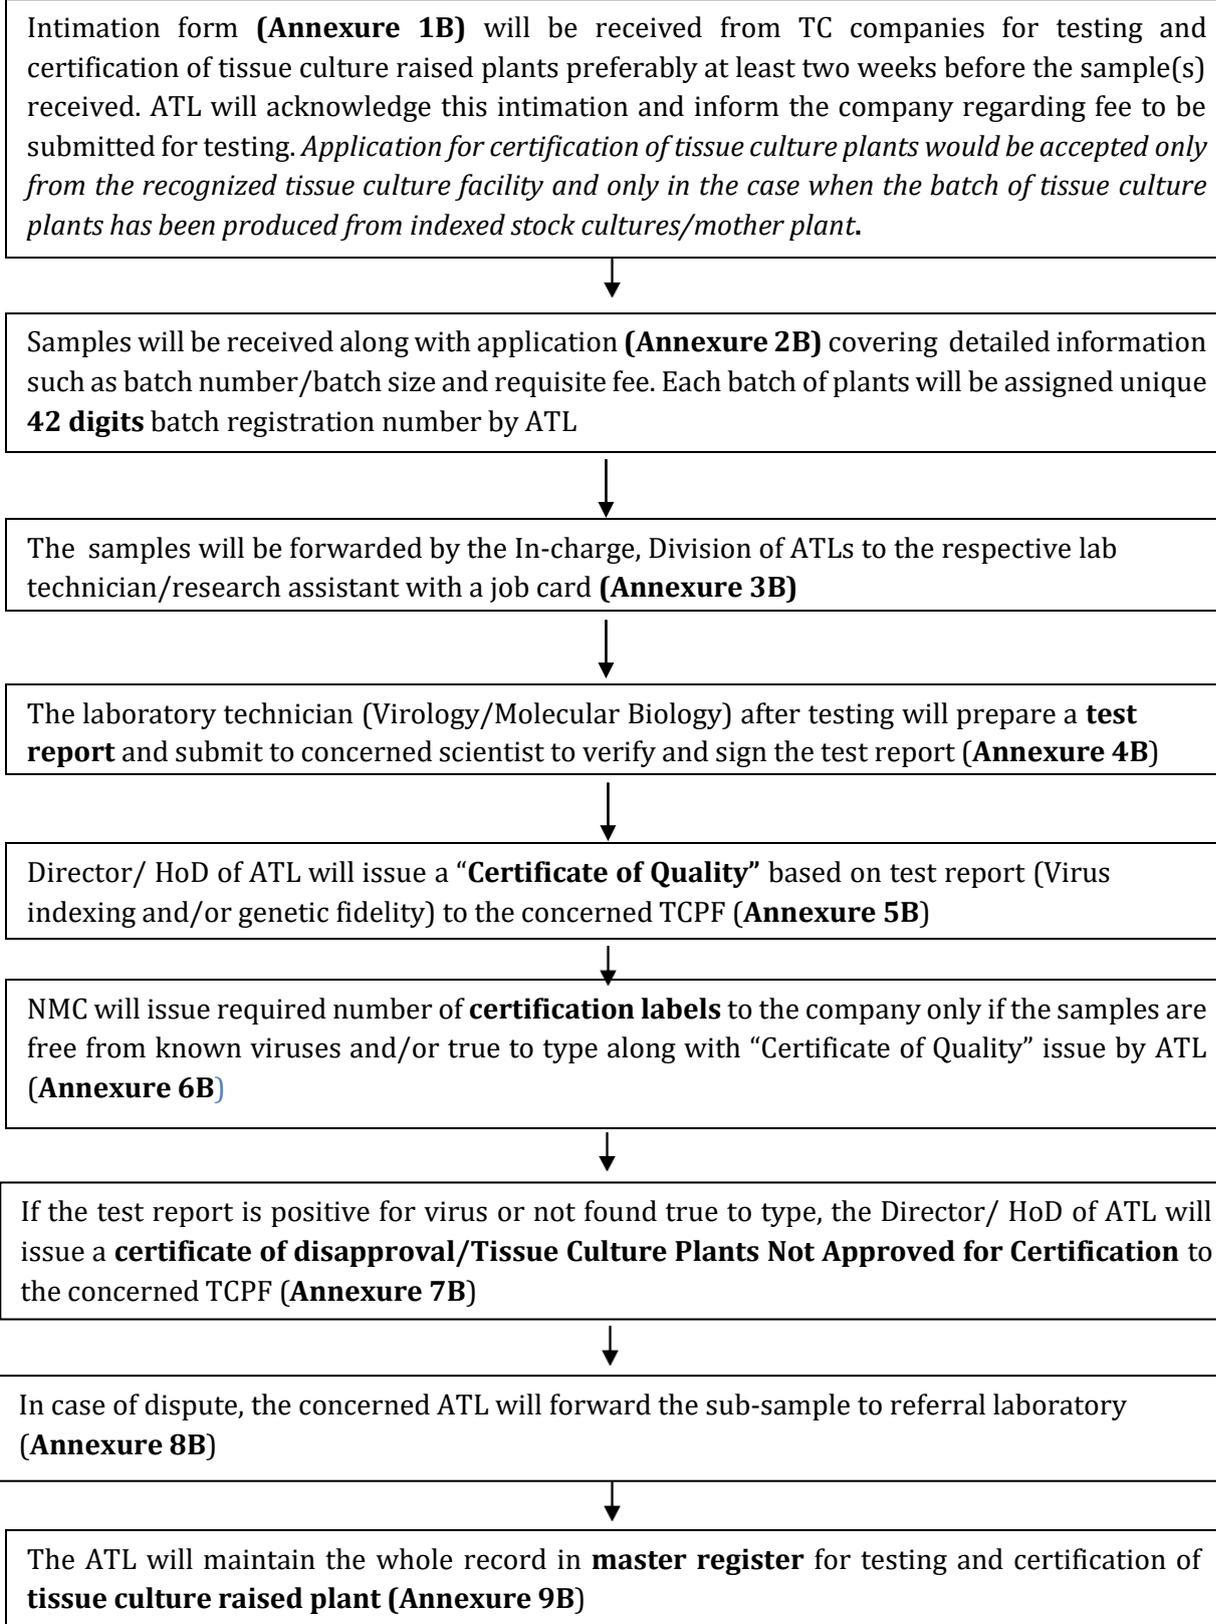 Intimation form (Annexure 1B) will be received from TC companies for testing and
certification of tissue culture raised plants preferably at least two weeks before the sample(s)
received. ATL will acknowledge this intimation and inform the company regarding fee to be
submitted for testing. Application for certification of tissue culture plants would be accepted only
from the recognized tissue culture facility and only in the case when the batch of tissue culture
plants has been produced from indexed stock cultures/mother plant.
Samples will be received along with application (Annexure 2B) covering detailed information
such as batch number/batch size and requisite fee. Each batch of plants will be assigned unique
42 digits batch registration number by ATL
The samples will be forwarded by the In-charge, Division of ATLs to the respective lab
technician/research assistant with a job card (Annexure 3B)
The laboratory technician (Virology/Molecular Biology) after testing will prepare a test
report and submit to concerned scientist to verify and sign the test report (Annexure 4B)
Director/ HoD of ATL will issue a “Certificate of Quality” based on test report (Virus
indexing and/or genetic fidelity) to the concerned TCPF (Annexure 5B)
NMC will issue required number of certification labels to the company only if the samples are
free from known viruses and/or true to type along with “Certificate of Quality” issue by ATL
(Annexure 6B)
If the test report is positive for virus or not found true to type, the Director/ HoD of ATL will
issue a certificate of disapproval/Tissue Culture Plants Not Approved for Certification to
the concerned TCPF (Annexure 7B)
In case of dispute, the concerned ATL will forward the sub-sample to referral laboratory
(Annexure 8B)
The ATL will maintain the whole record in master register for testing and certification of
tissue culture raised plant (Annexure 9B)